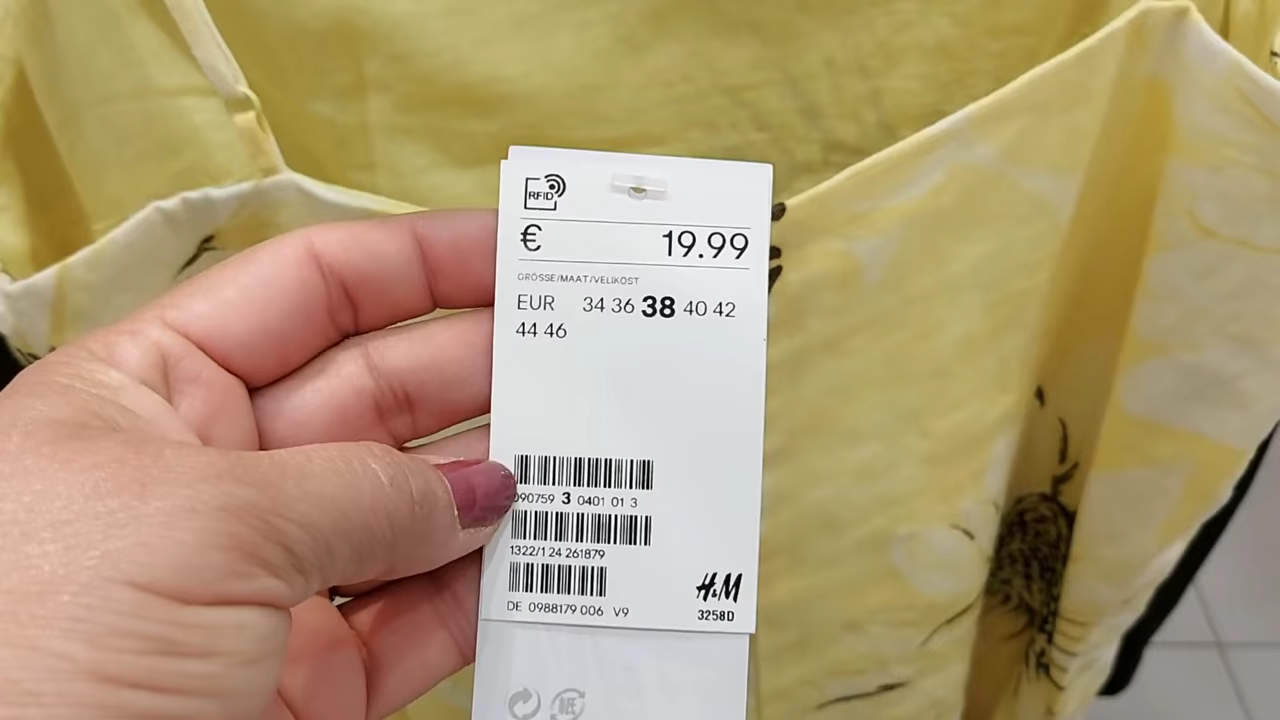 RFID
€ 19.99
GRÖSSE/MAAT/VELIKOST
EUR 34 36 38 40 42
44 46
090759 3 0401 01 3
1322/1 24 261879
DE 0988179 006 V9
H&M
3258D